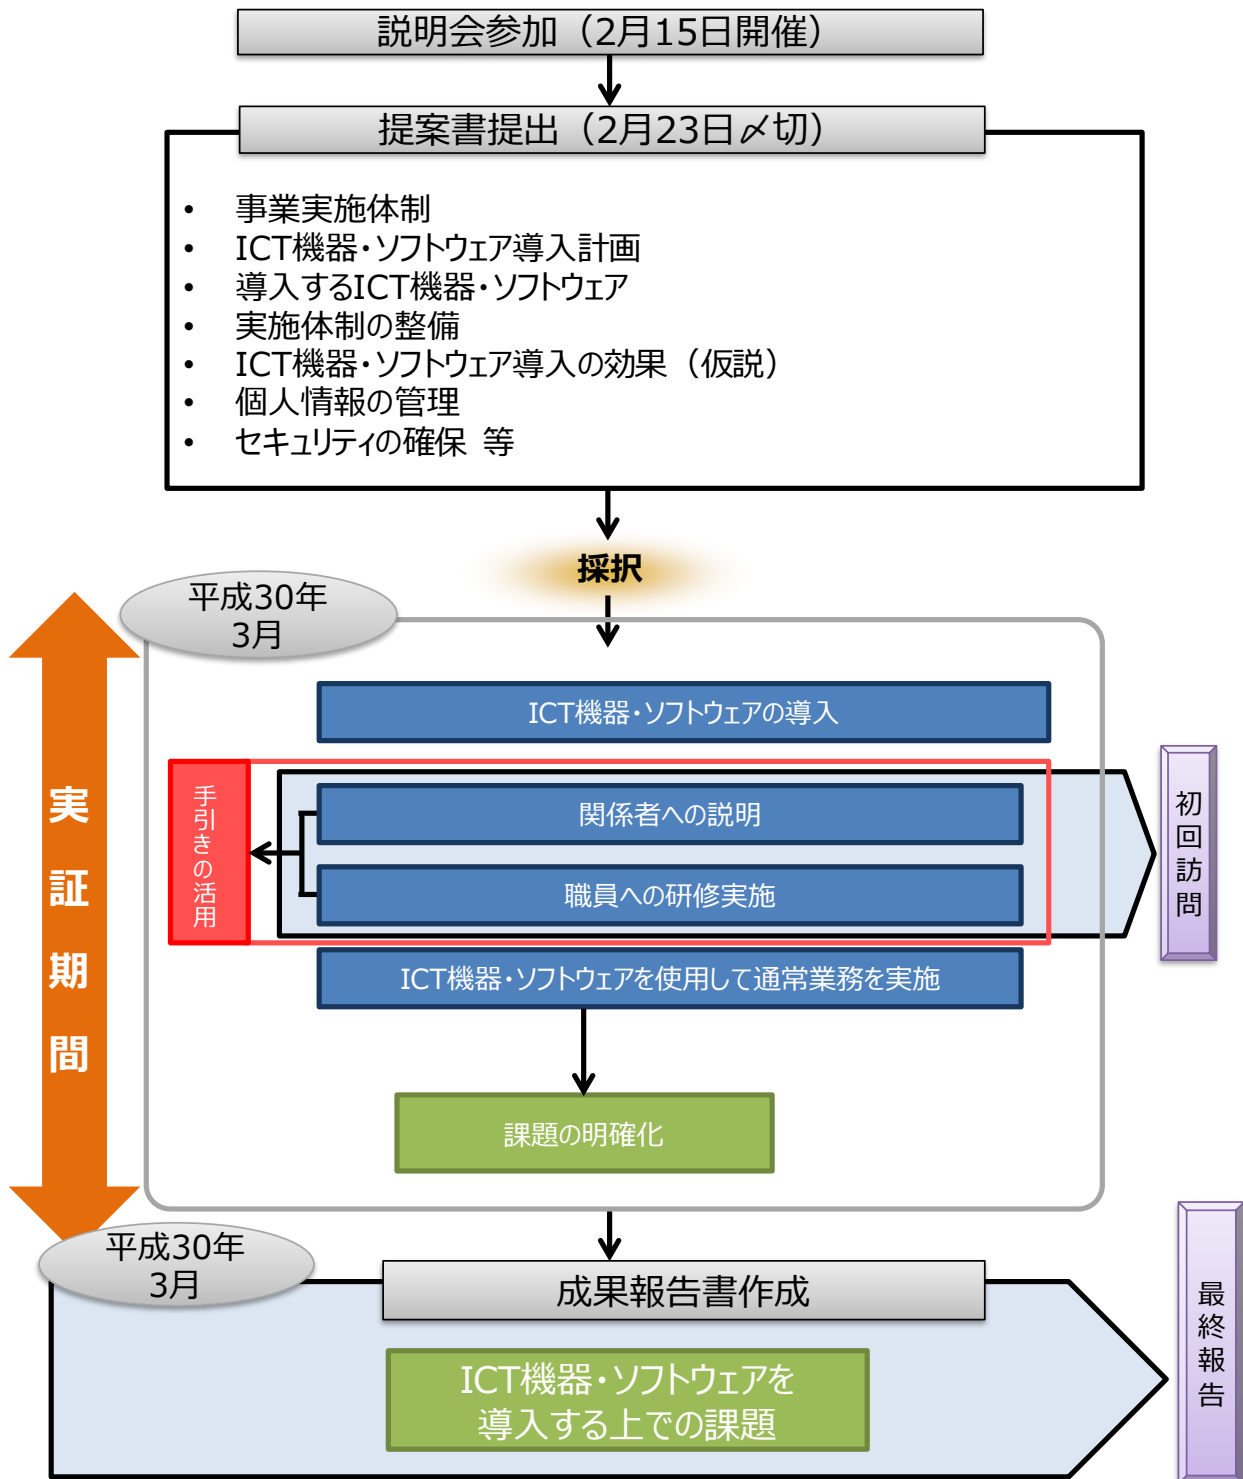 説明会参加（2月15日開催）
提案書提出（2月23日〆切）
• 事業実施体制
• ICT機器・ソフトウェア導入計画
• 導入するICT機器・ソフトウェア
• 実施体制の整備
• ICT機器・ソフトウェア導入の効果（仮説）
• 個人情報の管理
• セキュリティの確保 等
採択
平成30年
3月
実証期間
ICT機器・ソフトウェアの導入
手引きの活用
関係者への説明
職員への研修実施
初回訪問
ICT機器・ソフトウェアを使用して通常業務を実施
課題の明確化
平成30年
3月
成果報告書作成
ICT機器・ソフトウェアを
導入する上での課題
最終報告